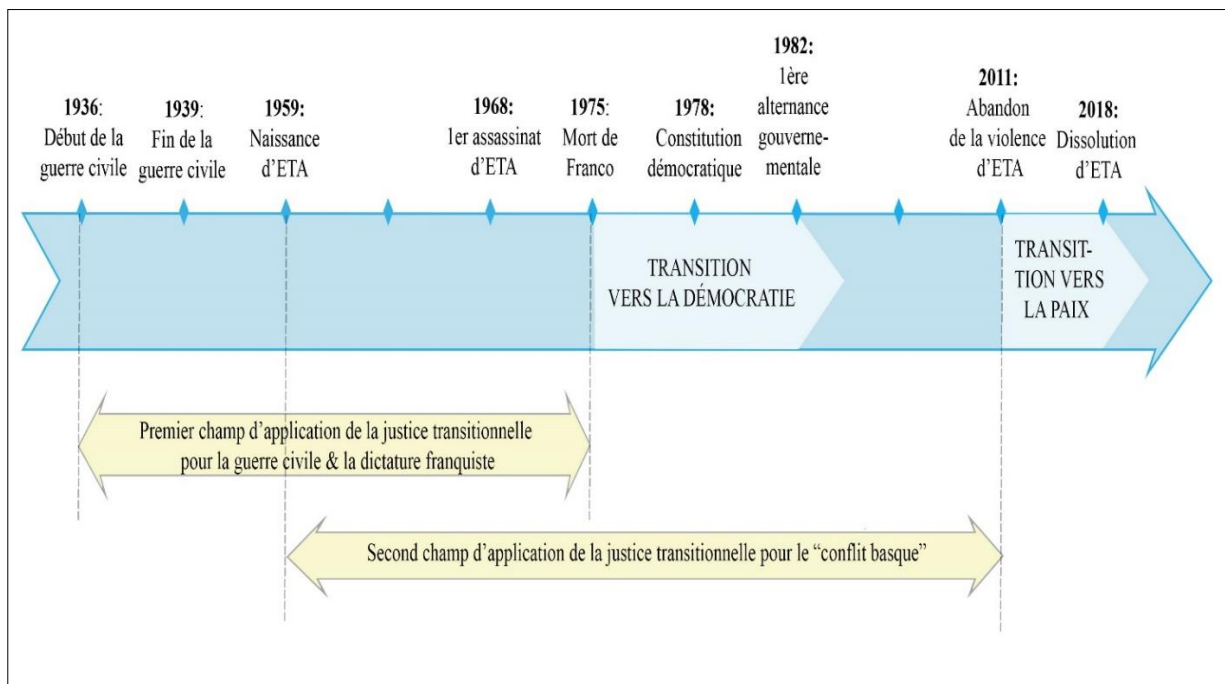 1936:
Début de la
guerre civile
1939:
Fin de la
guerre civile
1959:
Naissance
d’ETA
1968:
1er assassinat
d’ETA
1975:
Mort de
Franco
1978:
Constitution
démocratique
1982:
1ère
alternance
gouverne-
mentale
2011:
Abandon
de la violence
d’ETA
2018:
Dissolution
d’ETA
TRANSITION
VERS LA DÉMOCRATIE
TRANSIT-
TION VERS
LA PAIX
Premier champ d’application de la justice transitionnelle
pour la guerre civile & la dictature franquiste
Second champ d’application de la justice transitionnelle pour le “conflit basque”